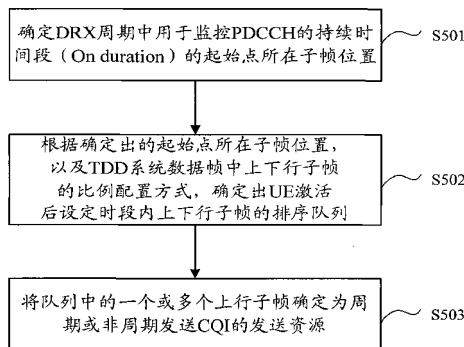 确定DRX周期中用于监控PDCCH的持续时
间段（On duration）的起始点所在子帧位置
S501
根据确定出的起始点所在子帧位置，
以及TDD系统数据帧中上下行子帧
的比例配置方式，确定出UE激活
后设定时段内上下行子帧的排序队列
S502
将队列中的一个或多个上行子帧确定为周
期或非周期发送CQI的发送资源
S503